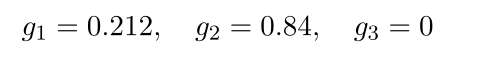 g₁ = 0.212, g₂ = 0.84, g₃ = 0